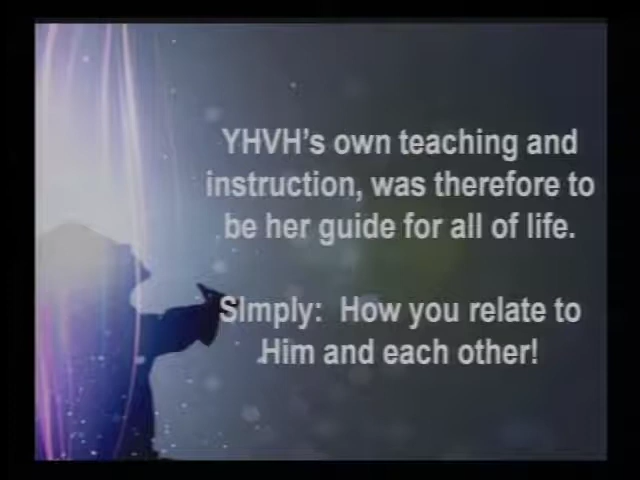 YHVH's own teaching and
instruction, was therefore to
be her guide for all of life.
SImply: How you relate to
Him and each other!